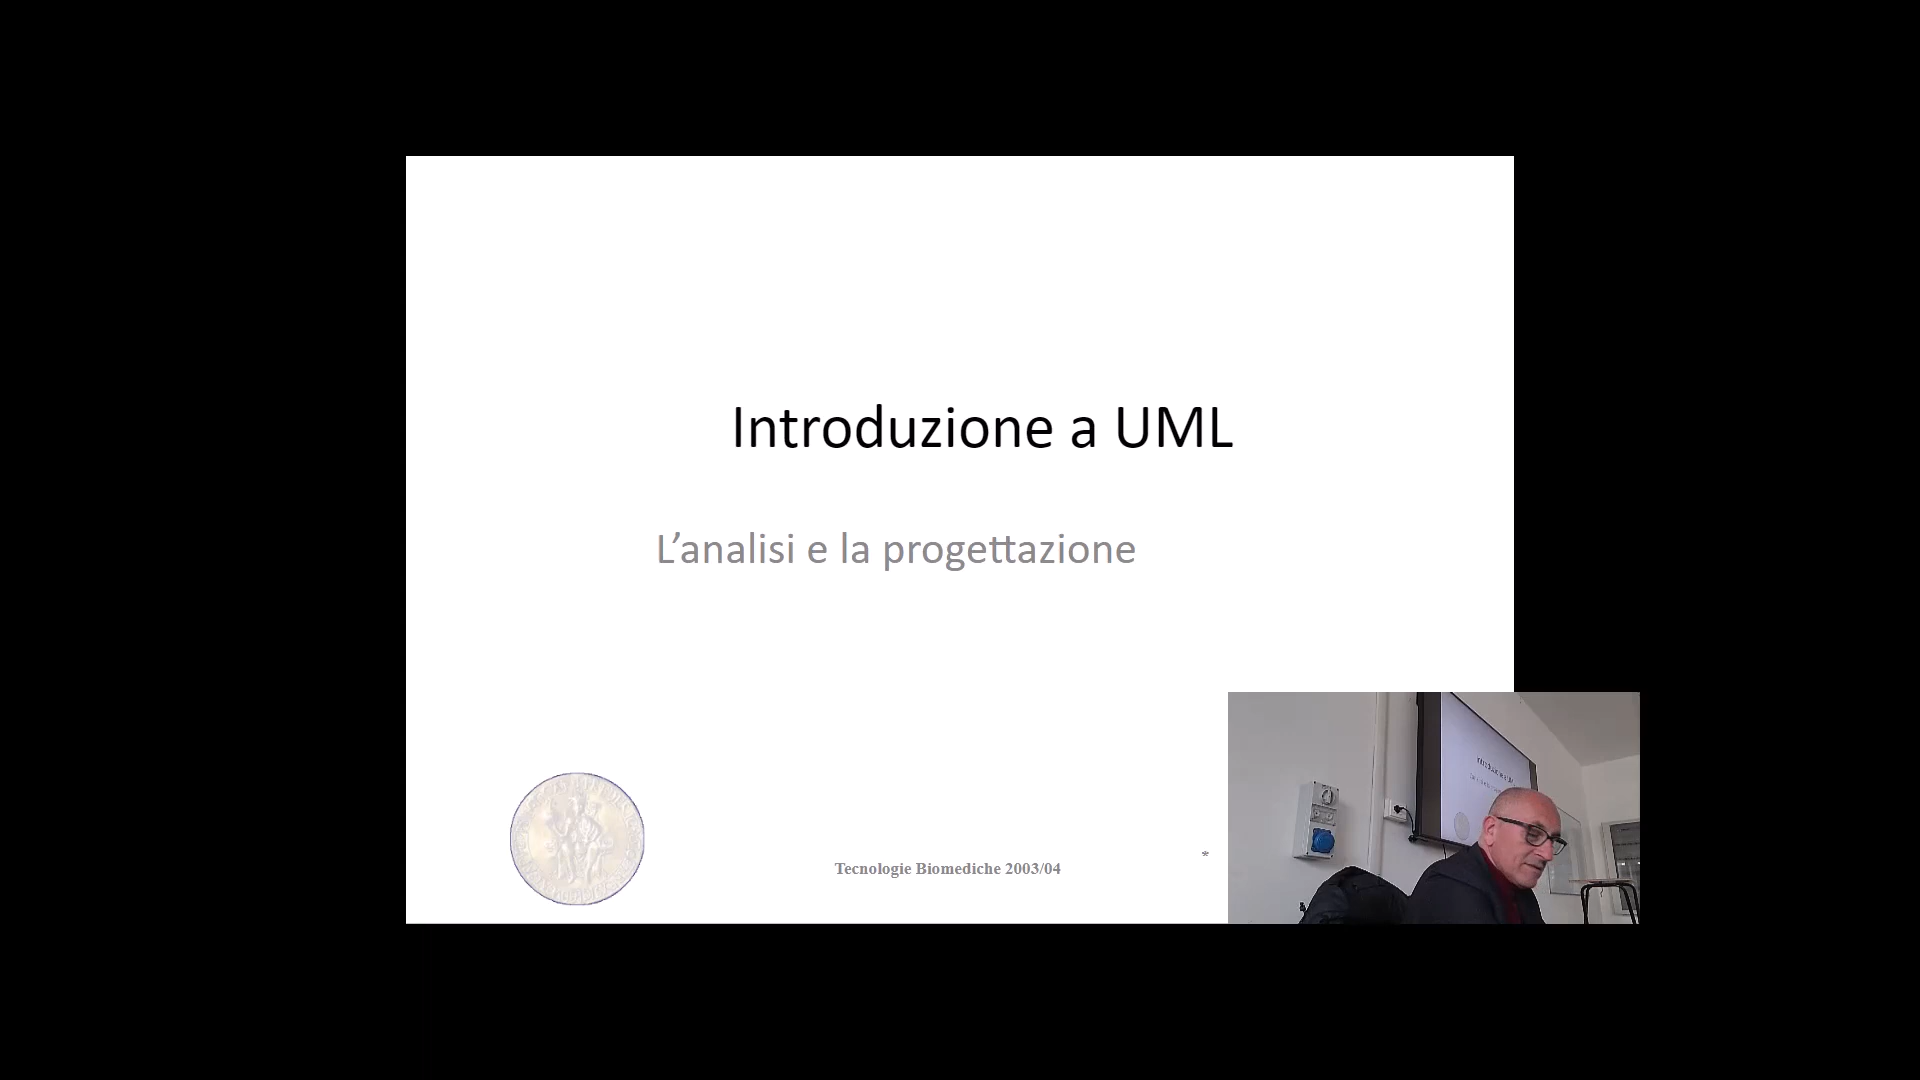 Introduzione a UML
L’analisi e la progettazione
Tecnologie Biomediche 2003/04
*